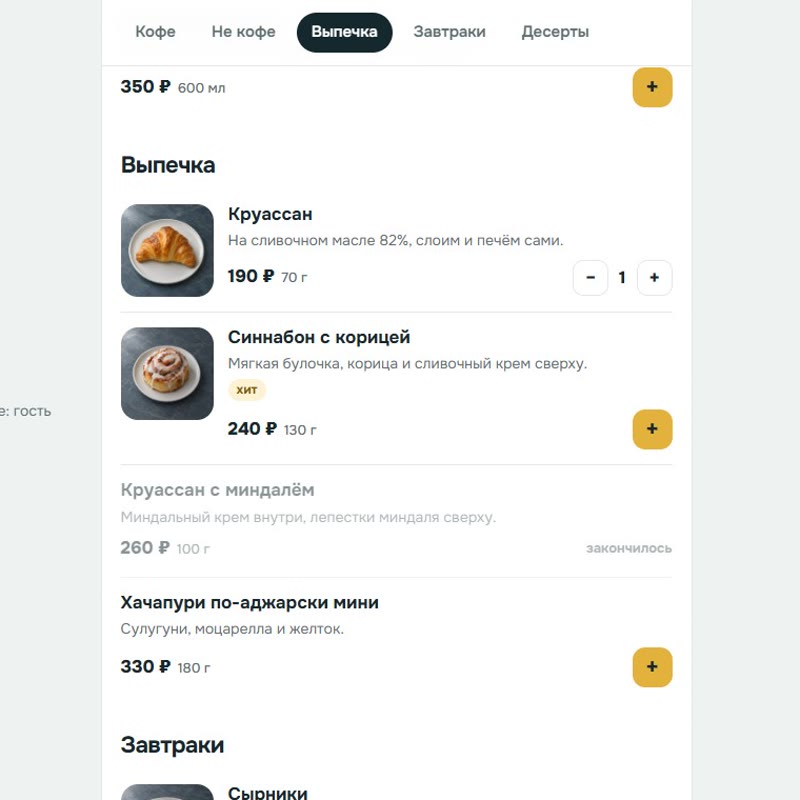 Кофе Не кофе Выпечка Завтраки Десерты
350 ₽ 600 мл
+
Выпечка
Круассан
На сливочном масле 82%, слоим и печём сами.
190 ₽ 70 г
− 1 +
Синнабон с корицей
Мягкая булочка, корица и сливочный крем сверху.
хит
240 ₽ 130 г
+
е: гость
Круассан с миндалём
Миндальный крем внутри, лепестки миндаля сверху.
260 ₽ 100 г
закончилось
Хачапури по-аджарски мини
Сулугуни, моцарелла и желток.
330 ₽ 180 г
+
Завтраки
Сырники